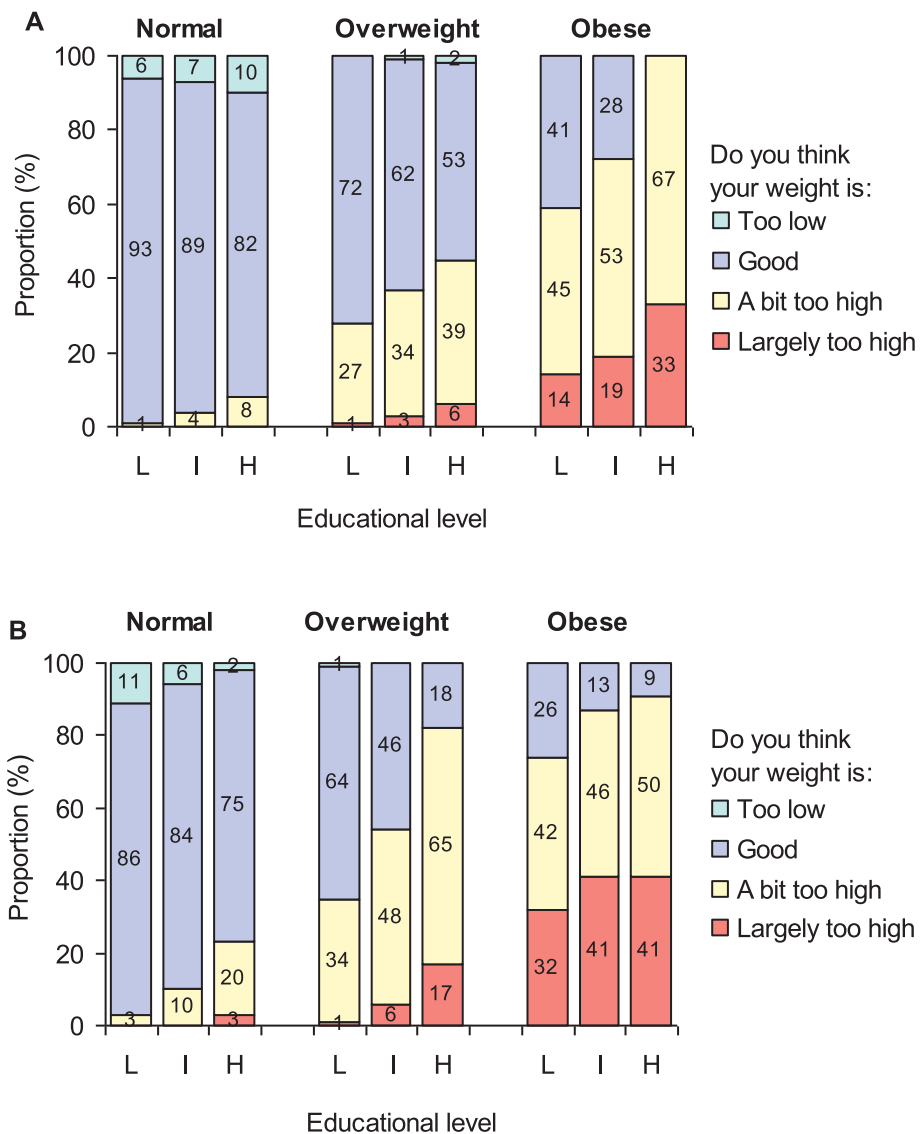 A
Normal
Overweight
Obese
Proportion (%)
100
80
60
40
20
0
6
7
10
93
89
82
1
4
8
1
2
72
62
53
27
34
39
1
3
6
41
28
45
53
67
14
19
33
L I H
L I H
L I H
Educational level
Do you think
your weight is:
Too low
Good
A bit too high
Largely too high
B
Normal
Overweight
Obese
Proportion (%)
100
80
60
40
20
0
11
6
2
86
84
75
3
10
20
3
1
64
46
18
34
48
65
1
6
17
26
13
9
42
46
50
32
41
41
L I H
L I H
L I H
Educational level
Do you think
your weight is:
Too low
Good
A bit too high
Largely too high